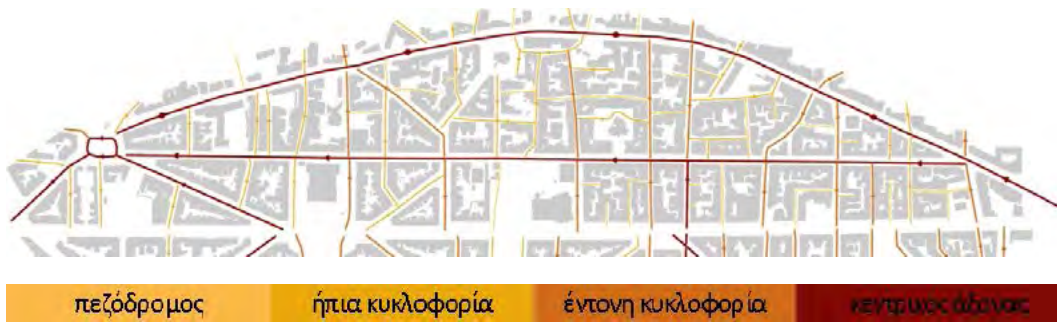 πεζόδρομος
ήπια κυκλοφορία
έντονη κυκλοφορία
κεντρικος άξονας